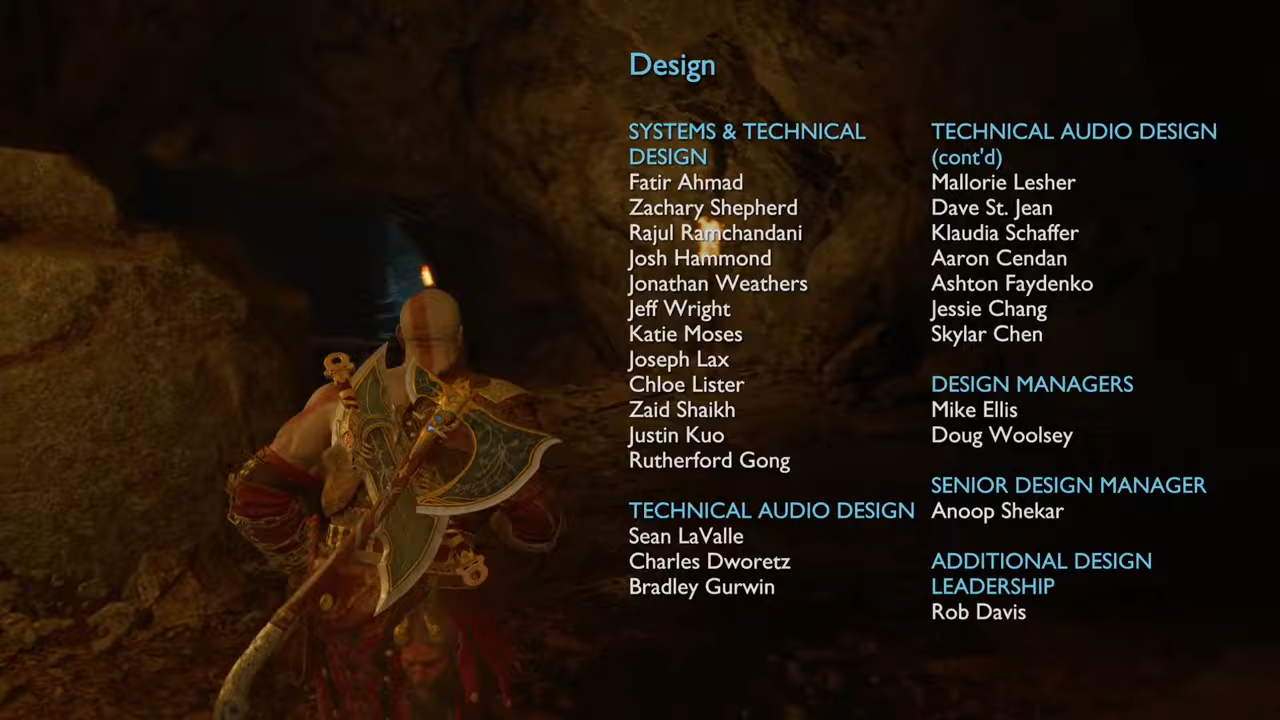 Design
SYSTEMS & TECHNICAL
DESIGN
Fatir Ahmad
Zachary Shepherd
Rajul Ramchandani
Josh Hammond
Jonathan Weathers
Jeff Wright
Katie Moses
Joseph Lax
Chloe Lister
Zaid Shaikh
Justin Kuo
Rutherford Gong
TECHNICAL AUDIO DESIGN
Sean LaValle
Charles Dworetz
Bradley Gurwin
TECHNICAL AUDIO DESIGN
(cont'd)
Mallorie Lesher
Dave St. Jean
Klaudia Schaffer
Aaron Cendan
Ashton Faydenko
Jessie Chang
Skylar Chen
DESIGN MANAGERS
Mike Ellis
Doug Woolsey
SENIOR DESIGN MANAGER
Anoop Shekar
ADDITIONAL DESIGN
LEADERSHIP
Rob Davis